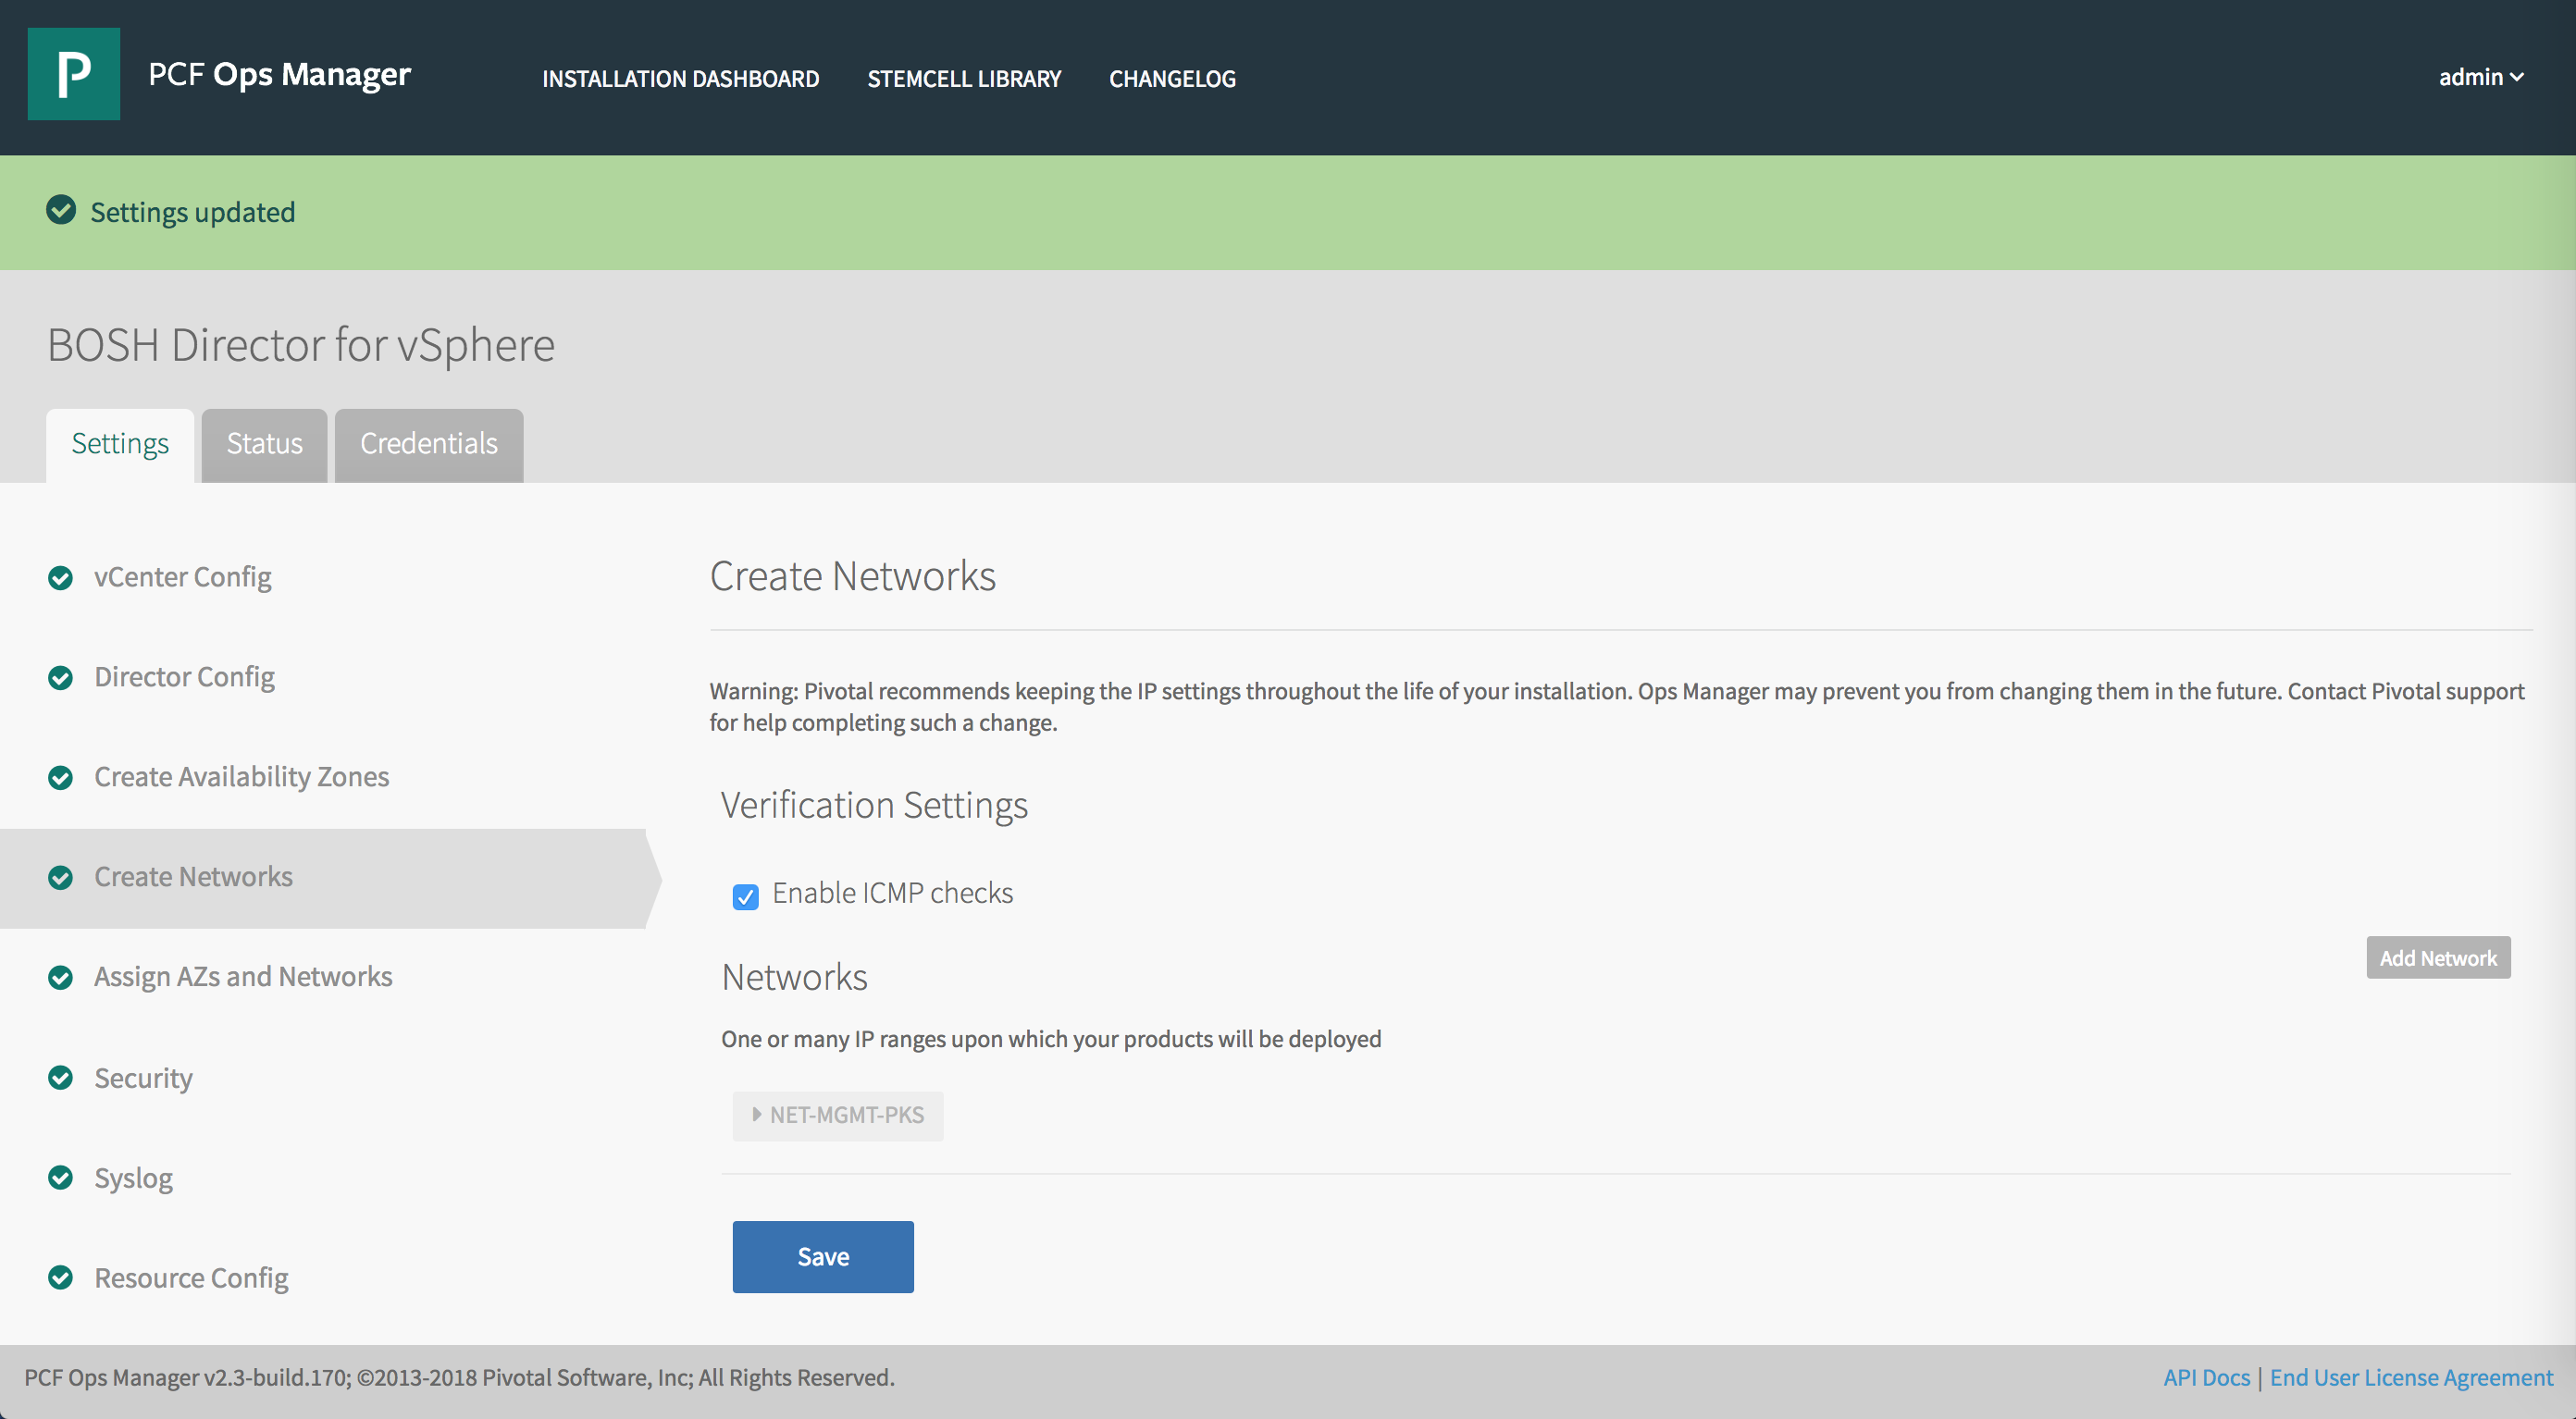 P
PCF Ops Manager
INSTALLATION DASHBOARD
STEMCELL LIBRARY
CHANGELOG
admin
Settings updated
BOSH Director for vSphere
Settings
Status
Credentials
vCenter Config
Director Config
Create Availability Zones
Create Networks
Assign AZs and Networks
Security
Syslog
Resource Config
Create Networks
Warning: Pivotal recommends keeping the IP settings throughout the life of your installation. Ops Manager may prevent you from changing them in the future. Contact Pivotal support
for help completing such a change.
Verification Settings
Enable ICMP checks
Networks
Add Network
One or many IP ranges upon which your products will be deployed
NET-MGMT-PKS
Save
PCF Ops Manager v2.3-build.170; ©2013-2018 Pivotal Software, Inc; All Rights Reserved.
API Docs | End User License Agreement